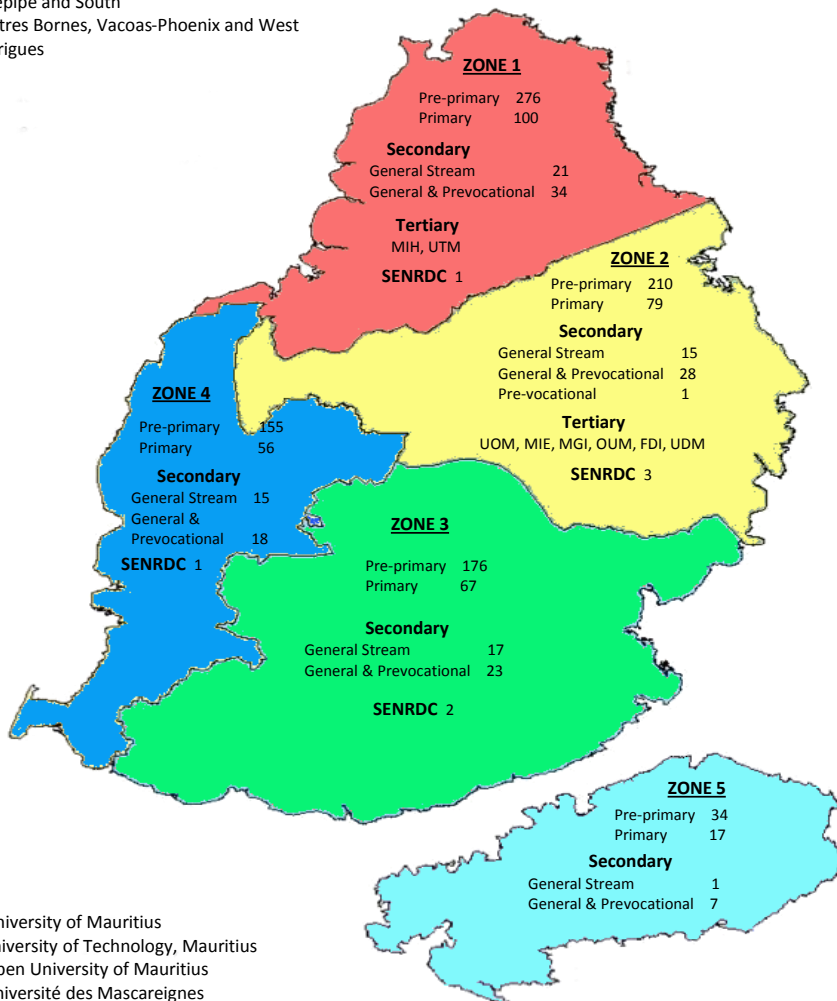 epipe and South
tres Bornes, Vacoas-Phoenix and West
rigues
ZONE 1
Pre-primary 276
Primary 100
Secondary
General Stream 21
General & Prevocational 34
Tertiary
MIH, UTM
SENRDC 1
ZONE 2
Pre-primary 210
Primary 79
Secondary
General Stream 15
General & Prevocational 28
Pre-vocational 1
Tertiary
UOM, MIE, MGI, OUM, FDI, UDM
SENRDC 3
ZONE 4
Pre-primary 155
Primary 56
Secondary
General Stream 15
General &
Prevocational 18
SENRDC 1
ZONE 3
Pre-primary 176
Primary 67
Secondary
General Stream 17
General & Prevocational 23
SENRDC 2
ZONE 5
Pre-primary 34
Primary 17
Secondary
General Stream 1
General & Prevocational 7
niversity of Mauritius
niversity of Technology, Mauritius
pen University of Mauritius
niversité des Mascareignes